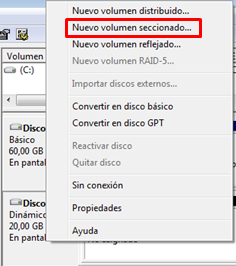 Nuevo volumen distribuido...
Nuevo volumen seccionado...
Nuevo volumen reflejado...
Nuevo volumen RAID-5...
Importar discos externos...
Convertir en disco básico
Convertir en disco GPT
Reactivar disco
Quitar disco
Sin conexión
Propiedades
Ayuda
Volumen
(C:)
Disco
Básico
60,00 GB
En pantal
Disco
Dinámico
20,00 GB
En pantal
No asignado